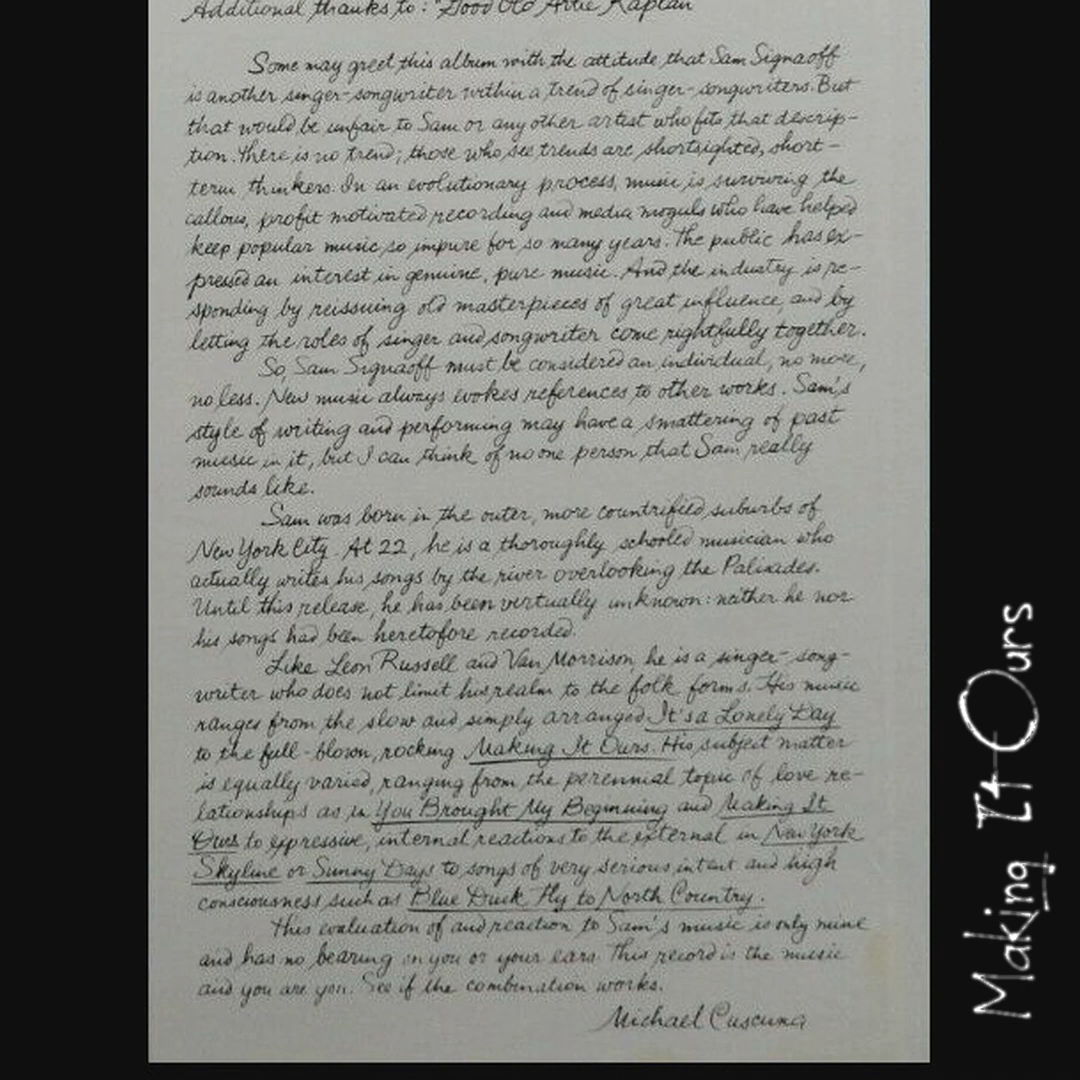 Additional thanks to: "Good Old Artie Kaplan
Some may greet this album with the attitude that Sam Signaoff
is another singer-songwriter within a trend of singer-songwriters. But
that would be unfair to Sam or any other artist who fits that descrip-
tion. There is no trend; those who see trends are shortsighted, short-
term thinkers. In an evolutionary process, music is surviving the
callous, profit motivated recording and media moguls who have helped
keep popular music so impure for so many years. The public has ex-
pressed an interest in genuine, pure music. And the industry is re-
sponding by reissuing old masterpieces of great influence, and by
letting the roles of singer and songwriter come rightfully together.
So, Sam Signaoff must be considered an individual, no more,
no less. New music always evokes references to other works. Sam's
style of writing and performing may have a smattering of past
music in it, but I can think of no one person that Sam really
sounds like.
Sam was born in the outer, more countrified suburbs of
New York City. At 22, he is a thoroughly schooled musician who
actually writes his songs by the river overlooking the Palisades.
Until this release, he has been virtually unknown: neither he nor
his songs had been heretofore recorded.
Like Leon Russell and Van Morrison, he is a singer-song-
writer who does not limit his realm to the folk forms. His music
ranges from the slow and simply arranged It's a Lonely Day
to the full-blown, rocking Making It Ours. His subject matter
is equally varied, ranging from the perennial topic of love re-
lationships as in You Brought My Beginning and Making It
Ours to expressive, internal reactions to the external in New York
Skyline or Sunny Days to songs of very serious intent and high
consciousness such as Blue Duck Fly to North Country.
This evaluation of and reaction to Sam's music is only mine
and has no bearing on you or your ears. This record is the music
and you are you. See if the combination works.
Michael Cuscuna
Making It Ours